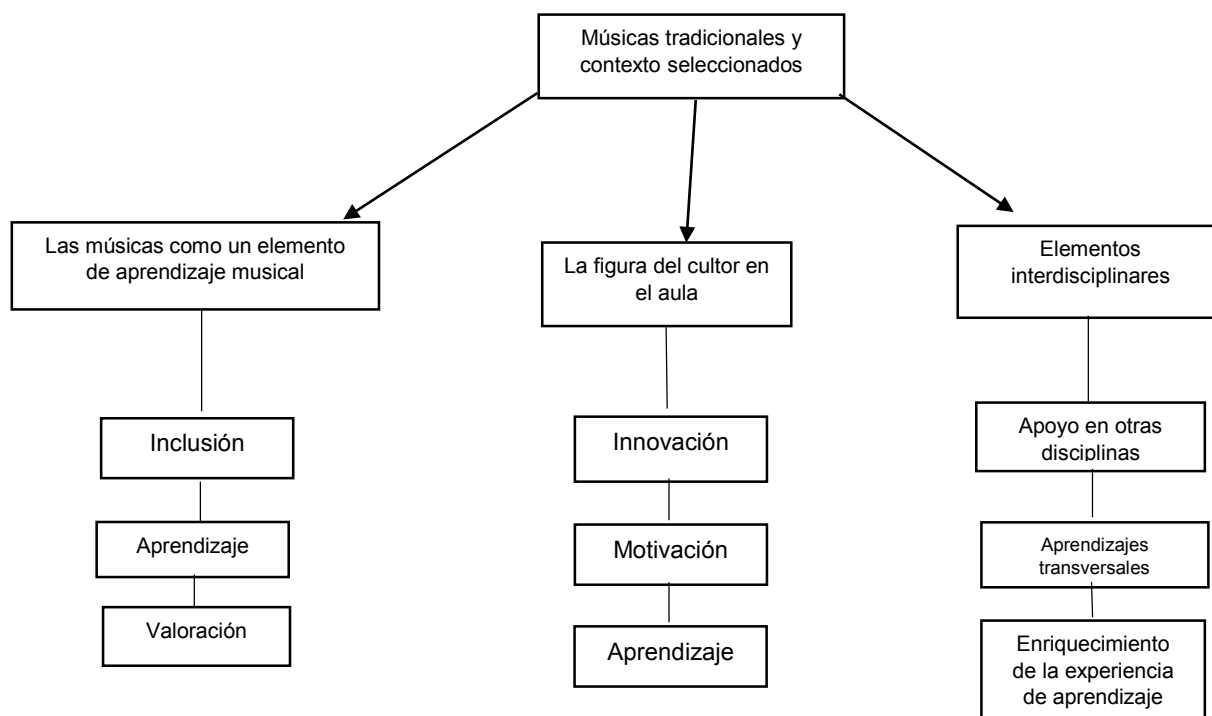 Músicas tradicionales y
contexto seleccionados
Las músicas como un elemento
de aprendizaje musical
La figura del cultor en
el aula
Elementos
interdisciplinares
Inclusión
Innovación
Apoyo en otras
disciplinas
Aprendizaje
Motivación
Aprendizajes
transversales
Valoración
Aprendizaje
Enriquecimiento
de la experiencia
de aprendizaje